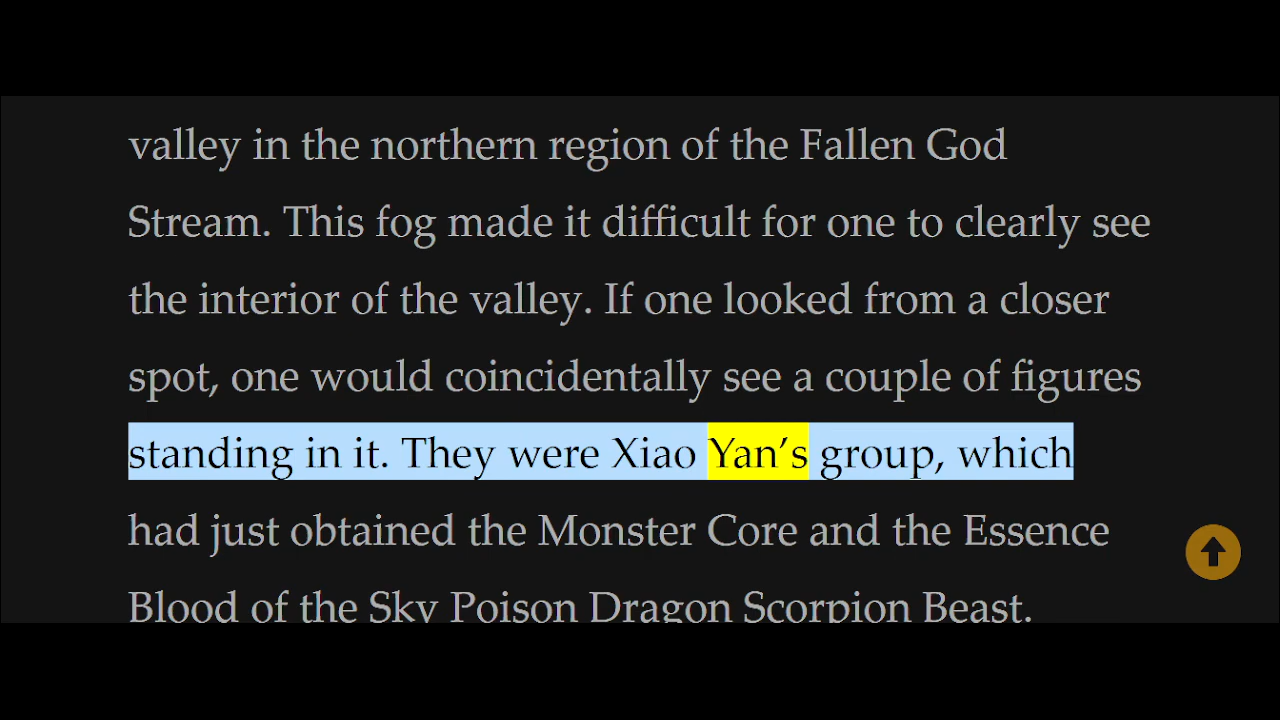 valley in the northern region of the Fallen God
Stream. This fog made it difficult for one to clearly see
the interior of the valley. If one looked from a closer
spot, one would coincidentally see a couple of figures
standing in it. They were Xiao Yan’s group, which
had just obtained the Monster Core and the Essence
Blood of the Sky Poison Dragon Scorpion Beast.